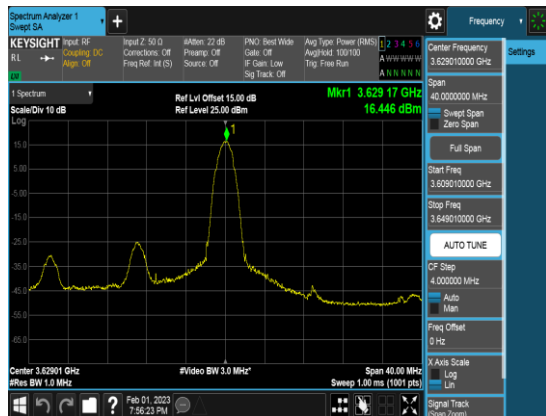 Spectrum Analyzer 1
Swept SA
+
Frequency
KEYSIGHT
RL
Input: RF
Coupling: DC
Align: Off
Input Z: 50 Ω
Corrections: Off
Freq Ref: Int (S)
#Atten: 22 dB
Preamp: Off
Source: Off
PNO: Best Wide
Gate: Off
IF Gain: Low
Sig Track: Off
Avg Type: Power (RMS)
Avg|Hold: 100/100
Trig: Free Run
1 2 3 4 5 6
A W W W W W
A N N N N N
LXI
1 Spectrum
Scale/Div 10 dB
Log
Ref Lvl Offset 15.00 dB
Ref Level 25.00 dBm
Mkr1 3.629 17 GHz
16.446 dBm
1
15.0
5.00
-5.00
-15.0
-25.0
-35.0
-45.0
-55.0
-65.0
Center 3.62901 GHz
#Res BW 1.0 MHz
#Video BW 3.0 MHz*
Span 40.00 MHz
Sweep 1.00 ms (1001 pts)
Feb 01, 2023
7:56:23 PM
?
Center Frequency
3.629010000 GHz
Settings
Span
40.0000000 MHz
Swept Span
Zero Span
Full Span
Start Freq
3.609010000 GHz
Stop Freq
3.649010000 GHz
AUTO TUNE
CF Step
4.000000 MHz
Auto
Man
Freq Offset
0 Hz
X Axis Scale
Log
Lin
Signal Track
(Span Zoom)